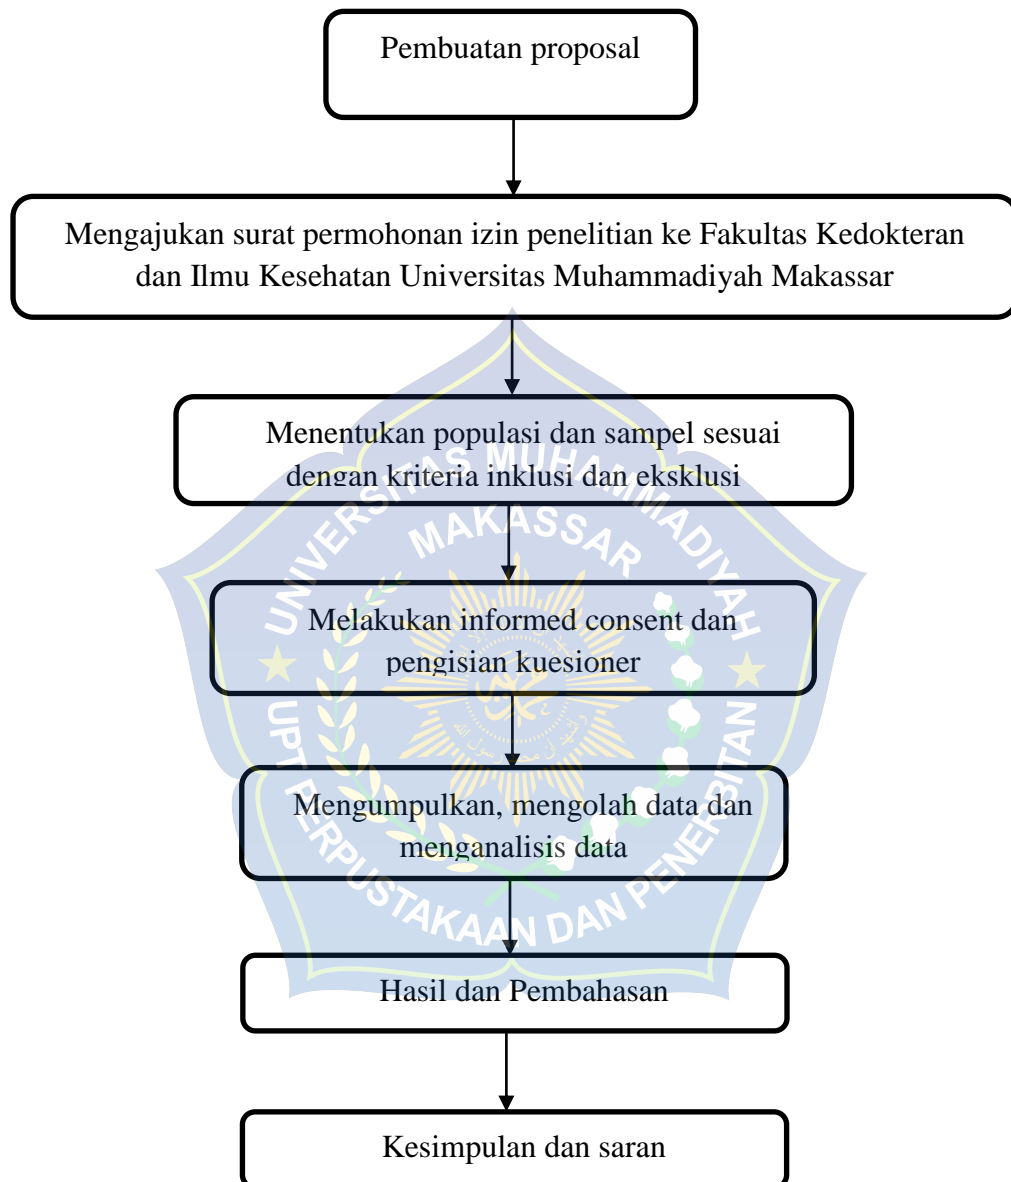 Pembuatan proposal
Mengajukan surat permohonan izin penelitian ke Fakultas Kedokteran
dan Ilmu Kesehatan Universitas Muhammadiyah Makassar
Menentukan populasi dan sampel sesuai
dengan kriteria inklusi dan eksklusi
UNIVERSITAS MUHAMMADIYAH
MAKASSAR
Melakukan informed consent dan
pengisian kuesioner
Mengumpulkan, mengolah data dan
menganalisis data
UPT PERPUSTAKAAN DAN PENERBITAN
Hasil dan Pembahasan
Kesimpulan dan saran